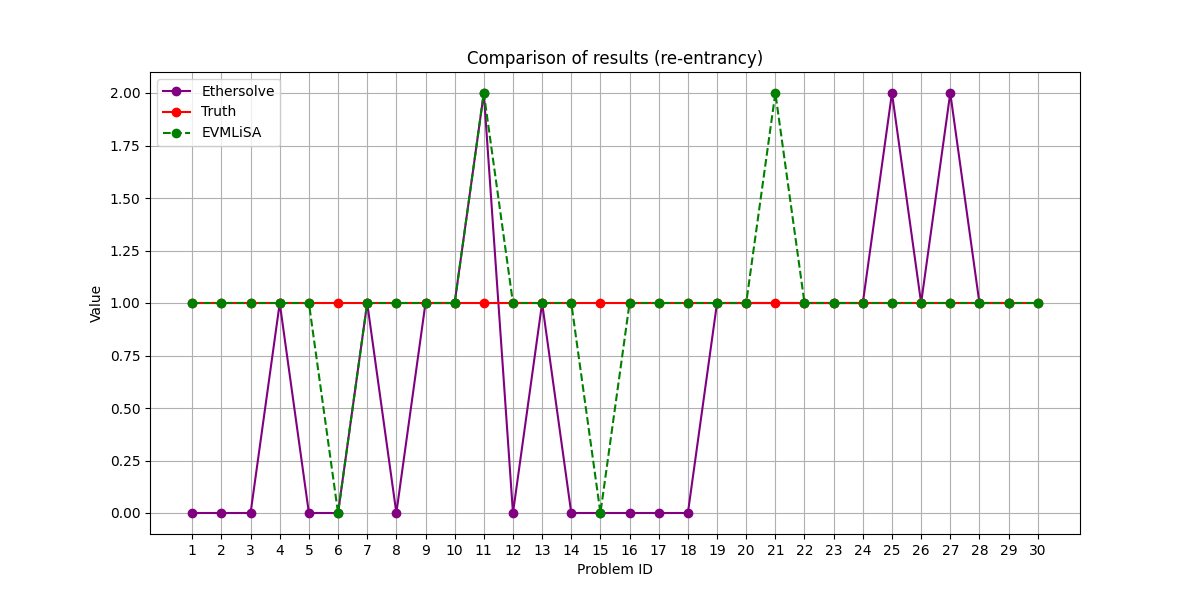 Comparison of results (re-entrancy)
Ethersolve
Truth
EVMLiSA
2.00
1.75
1.50
1.25
1.00
0.75
0.50
0.25
0.00
Value
1 2 3 4 5 6 7 8 9 10 11 12 13 14 15 16 17 18 19 20 21 22 23 24 25 26 27 28 29 30
Problem ID